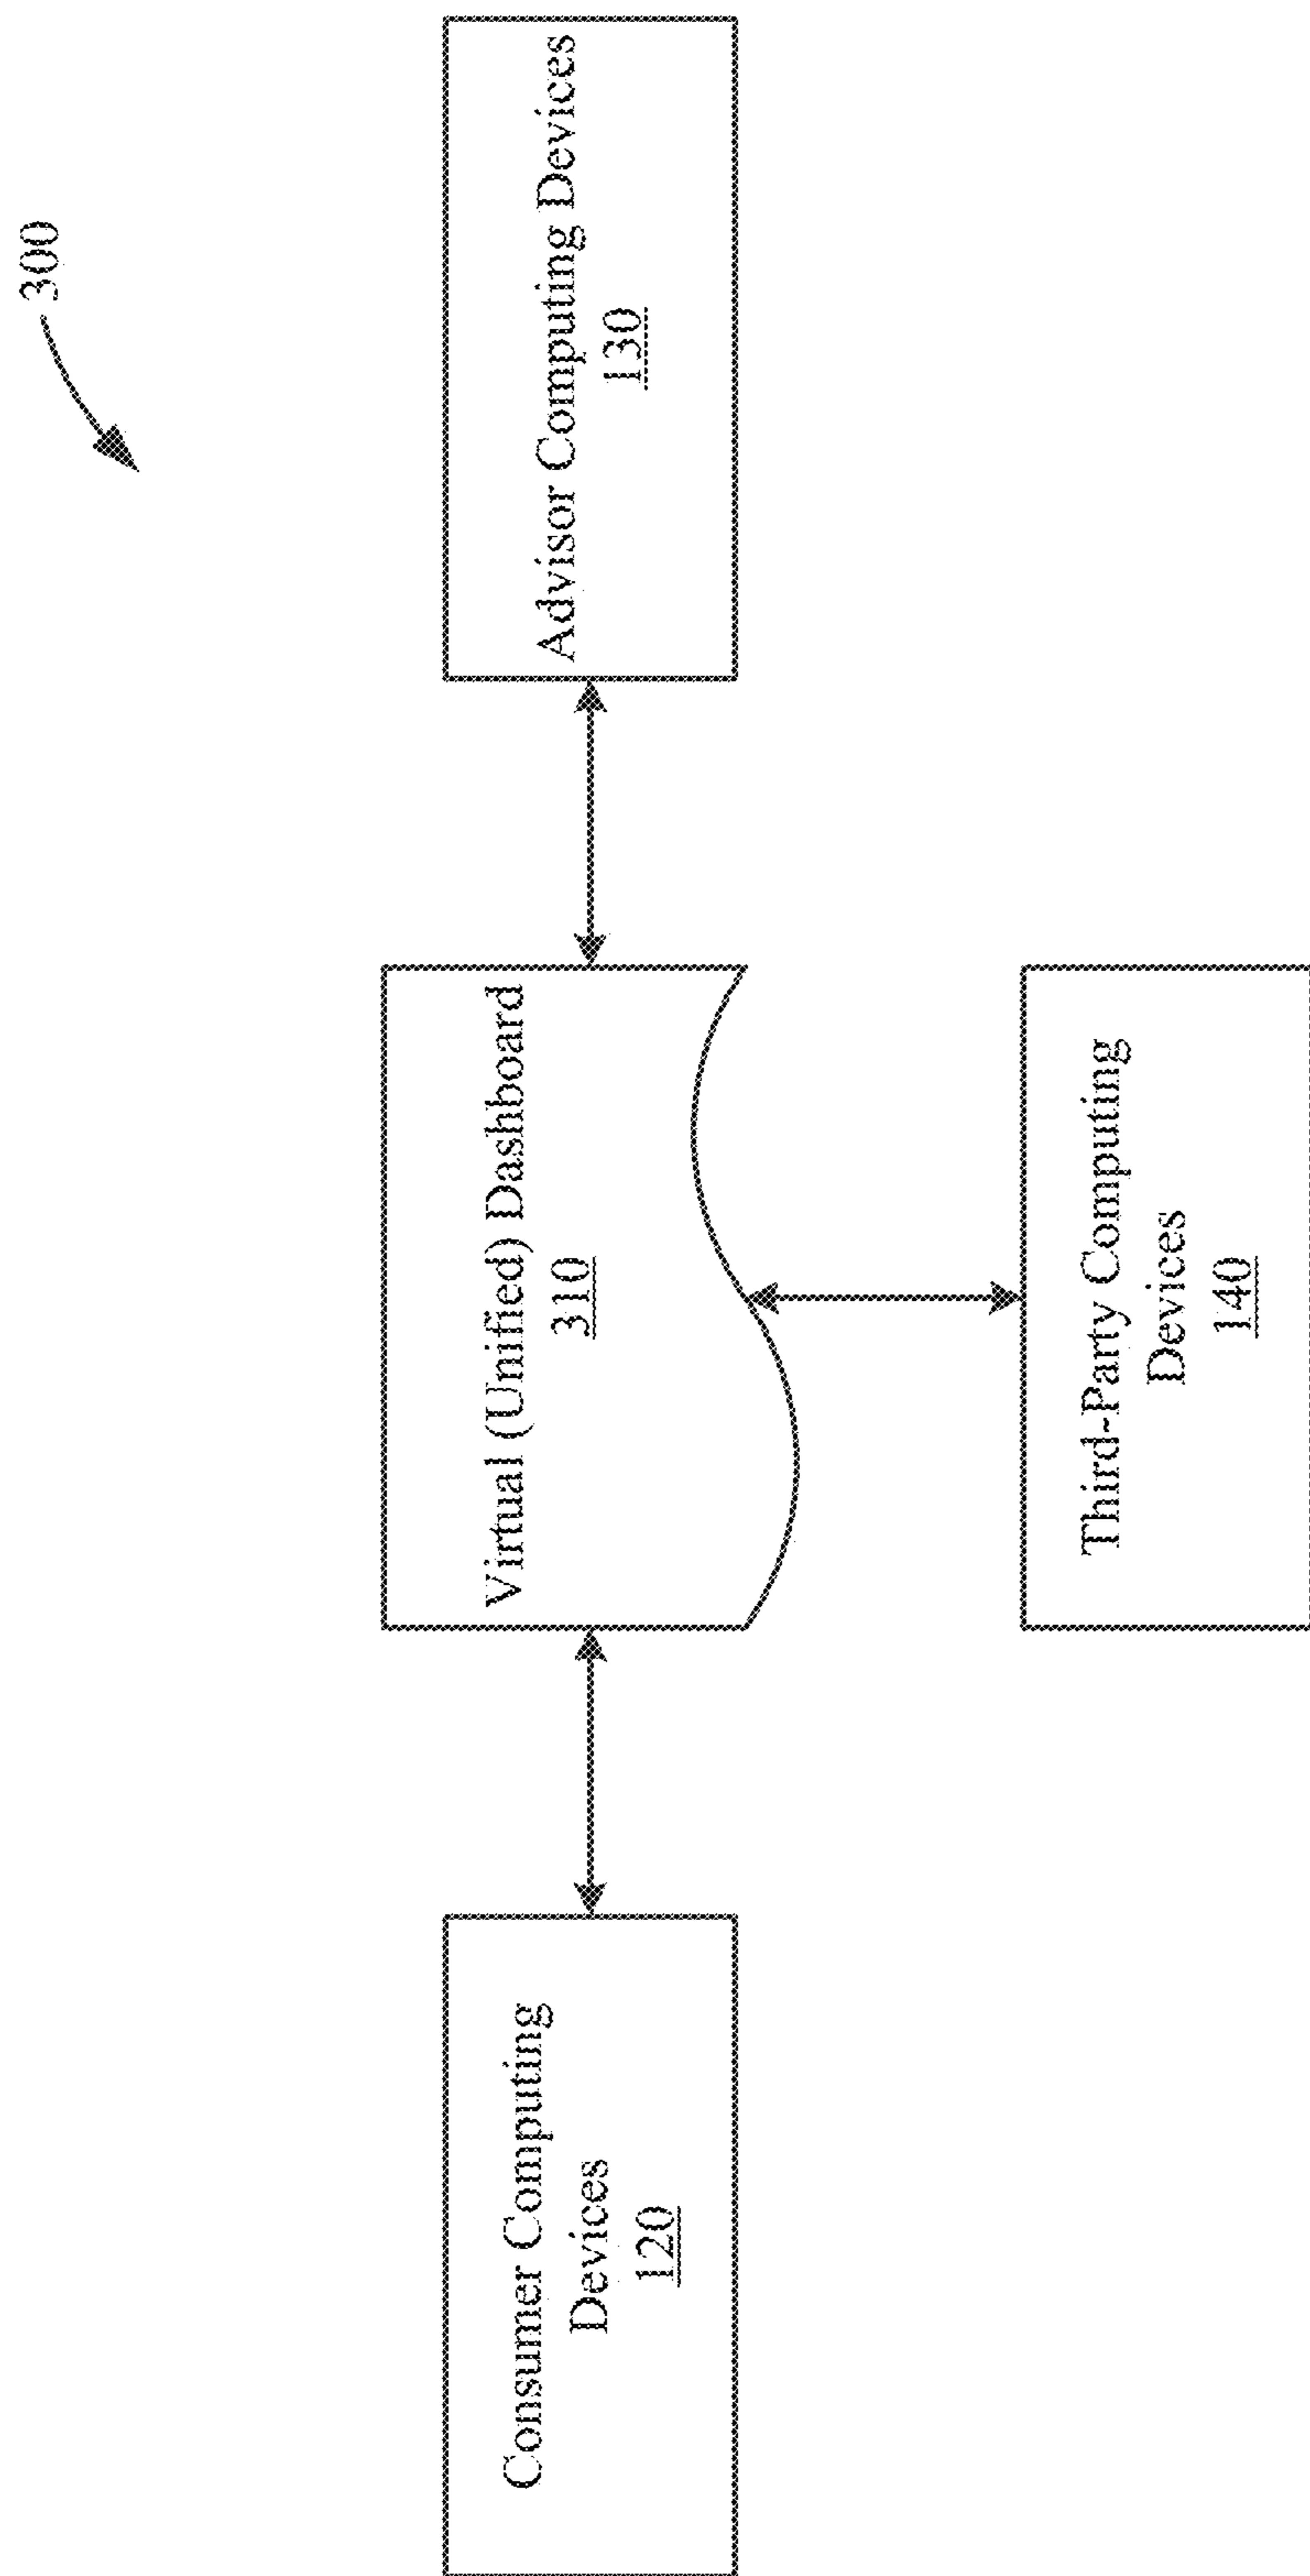 300
Consumer Computing
Devices
120
Virtual (Unified) Dashboard
310
Advisor Computing Devices
130
Third-Party Computing
Devices
140